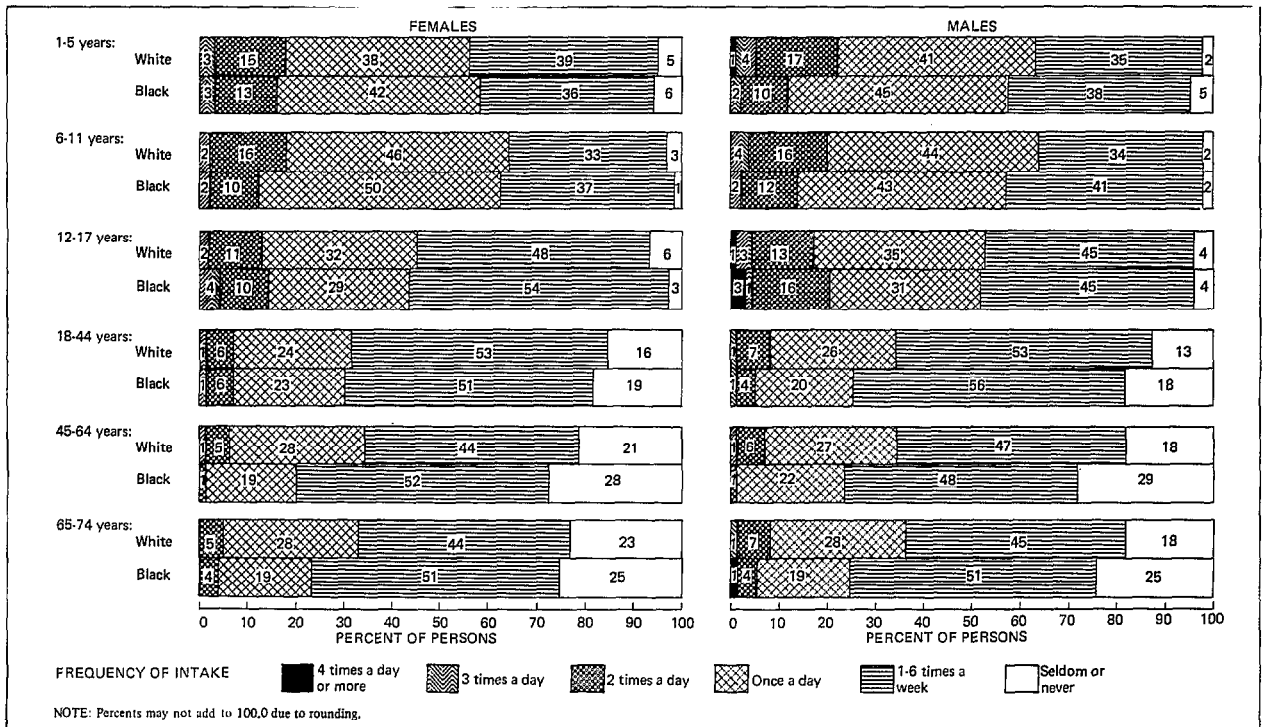 FEMALES MALES
1-5 years:
White 3 15 38 39 5 1 4 17 41 35 2
Black 3 13 42 36 6 2 10 45 38 5
6-11 years:
White 2 16 46 33 3 4 16 44 34 2
Black 2 10 50 37 1 2 12 43 41 2
12-17 years:
White 2 11 32 48 6 1 3 13 35 45 4
Black 4 10 29 54 3 3 1 16 31 45 4
18-44 years:
White 1 6 24 53 16 1 7 26 53 13
Black 1 6 23 51 19 1 4 20 56 18
45-64 years:
White 1 5 28 44 21 1 6 27 47 18
Black 1 19 52 28 1 22 48 29
65-74 years:
White 5 28 44 23 1 7 28 45 18
Black 4 19 51 25 1 4 19 51 25
0 10 20 30 40 50 60 70 80 90 100 0 10 20 30 40 50 60 70 80 90 100
PERCENT OF PERSONS PERCENT OF PERSONS
FREQUENCY OF INTAKE
4 times a day
or more
3 times a day
2 times a day
Once a day
1-6 times a
week
Seldom or
never
NOTE: Percents may not add to 100.0 due to rounding.